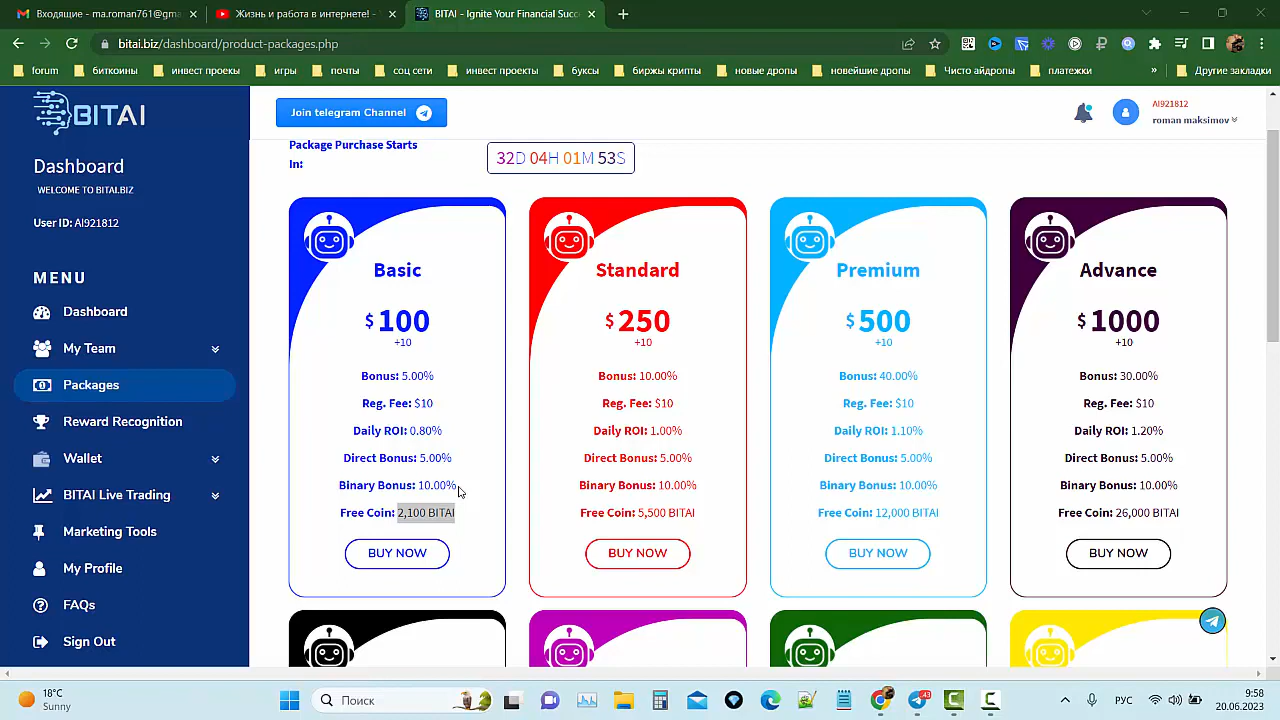 Входящие - ma.roman761@gma
Жизнь и работа в интернете! -
BITAI - Ignite Your Financial Succ
bitai.biz/dashboard/product-packages.php
forum
биткоины
инвест проекы
игры
почты
соц сети
инвест проекты
буксы
биржы крипты
новые дропы
новейшие дропы
Чисто айдропы
платежки
»
Другие закладки
BITAI
Join telegram Channel
AI921812
roman maksimov
Dashboard
WELCOME TO BITAI.BIZ
User ID: AI921812
MENU
Dashboard
My Team
Packages
Reward Recognition
Wallet
BITAI Live Trading
Marketing Tools
My Profile
FAQs
Sign Out
Package Purchase Starts
In:
32D 04H 01M 53S
Basic
$ 100
+10
Bonus: 5.00%
Reg. Fee: $10
Daily ROI: 0.80%
Direct Bonus: 5.00%
Binary Bonus: 10.00%
Free Coin: 2,100 BITAI
BUY NOW
Standard
$ 250
+10
Bonus: 10.00%
Reg. Fee: $10
Daily ROI: 1.00%
Direct Bonus: 5.00%
Binary Bonus: 10.00%
Free Coin: 5,500 BITAI
BUY NOW
Premium
$ 500
+10
Bonus: 40.00%
Reg. Fee: $10
Daily ROI: 1.10%
Direct Bonus: 5.00%
Binary Bonus: 10.00%
Free Coin: 12,000 BITAI
BUY NOW
Advance
$ 1000
+10
Bonus: 30.00%
Reg. Fee: $10
Daily ROI: 1.20%
Direct Bonus: 5.00%
Binary Bonus: 10.00%
Free Coin: 26,000 BITAI
BUY NOW
18°C
Sunny
Поиск
43
РУС
9:58
20.06.2023